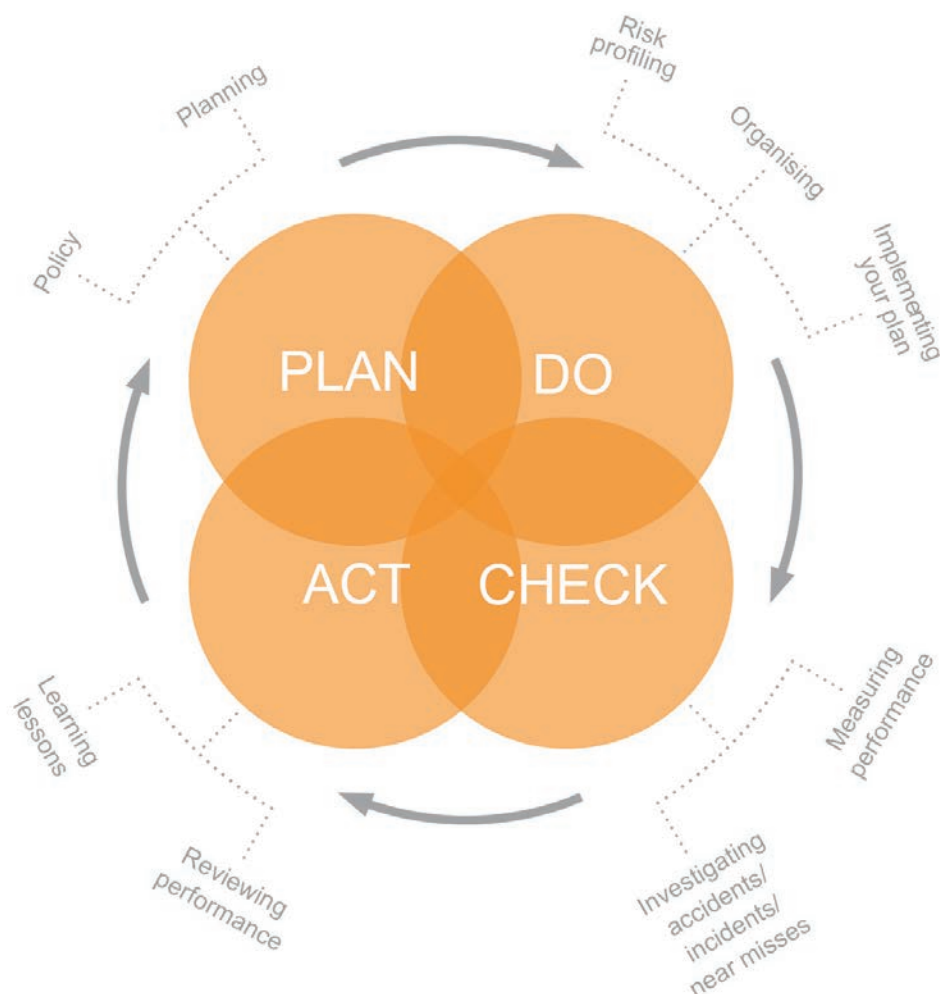 Planning
Policy
Risk
profiling
Organising
Implementing
your plan
PLAN
DO
ACT
CHECK
Learning
lessons
Reviewing
performance
Measuring
performance
Investigating
accidents/
incidents/
near misses